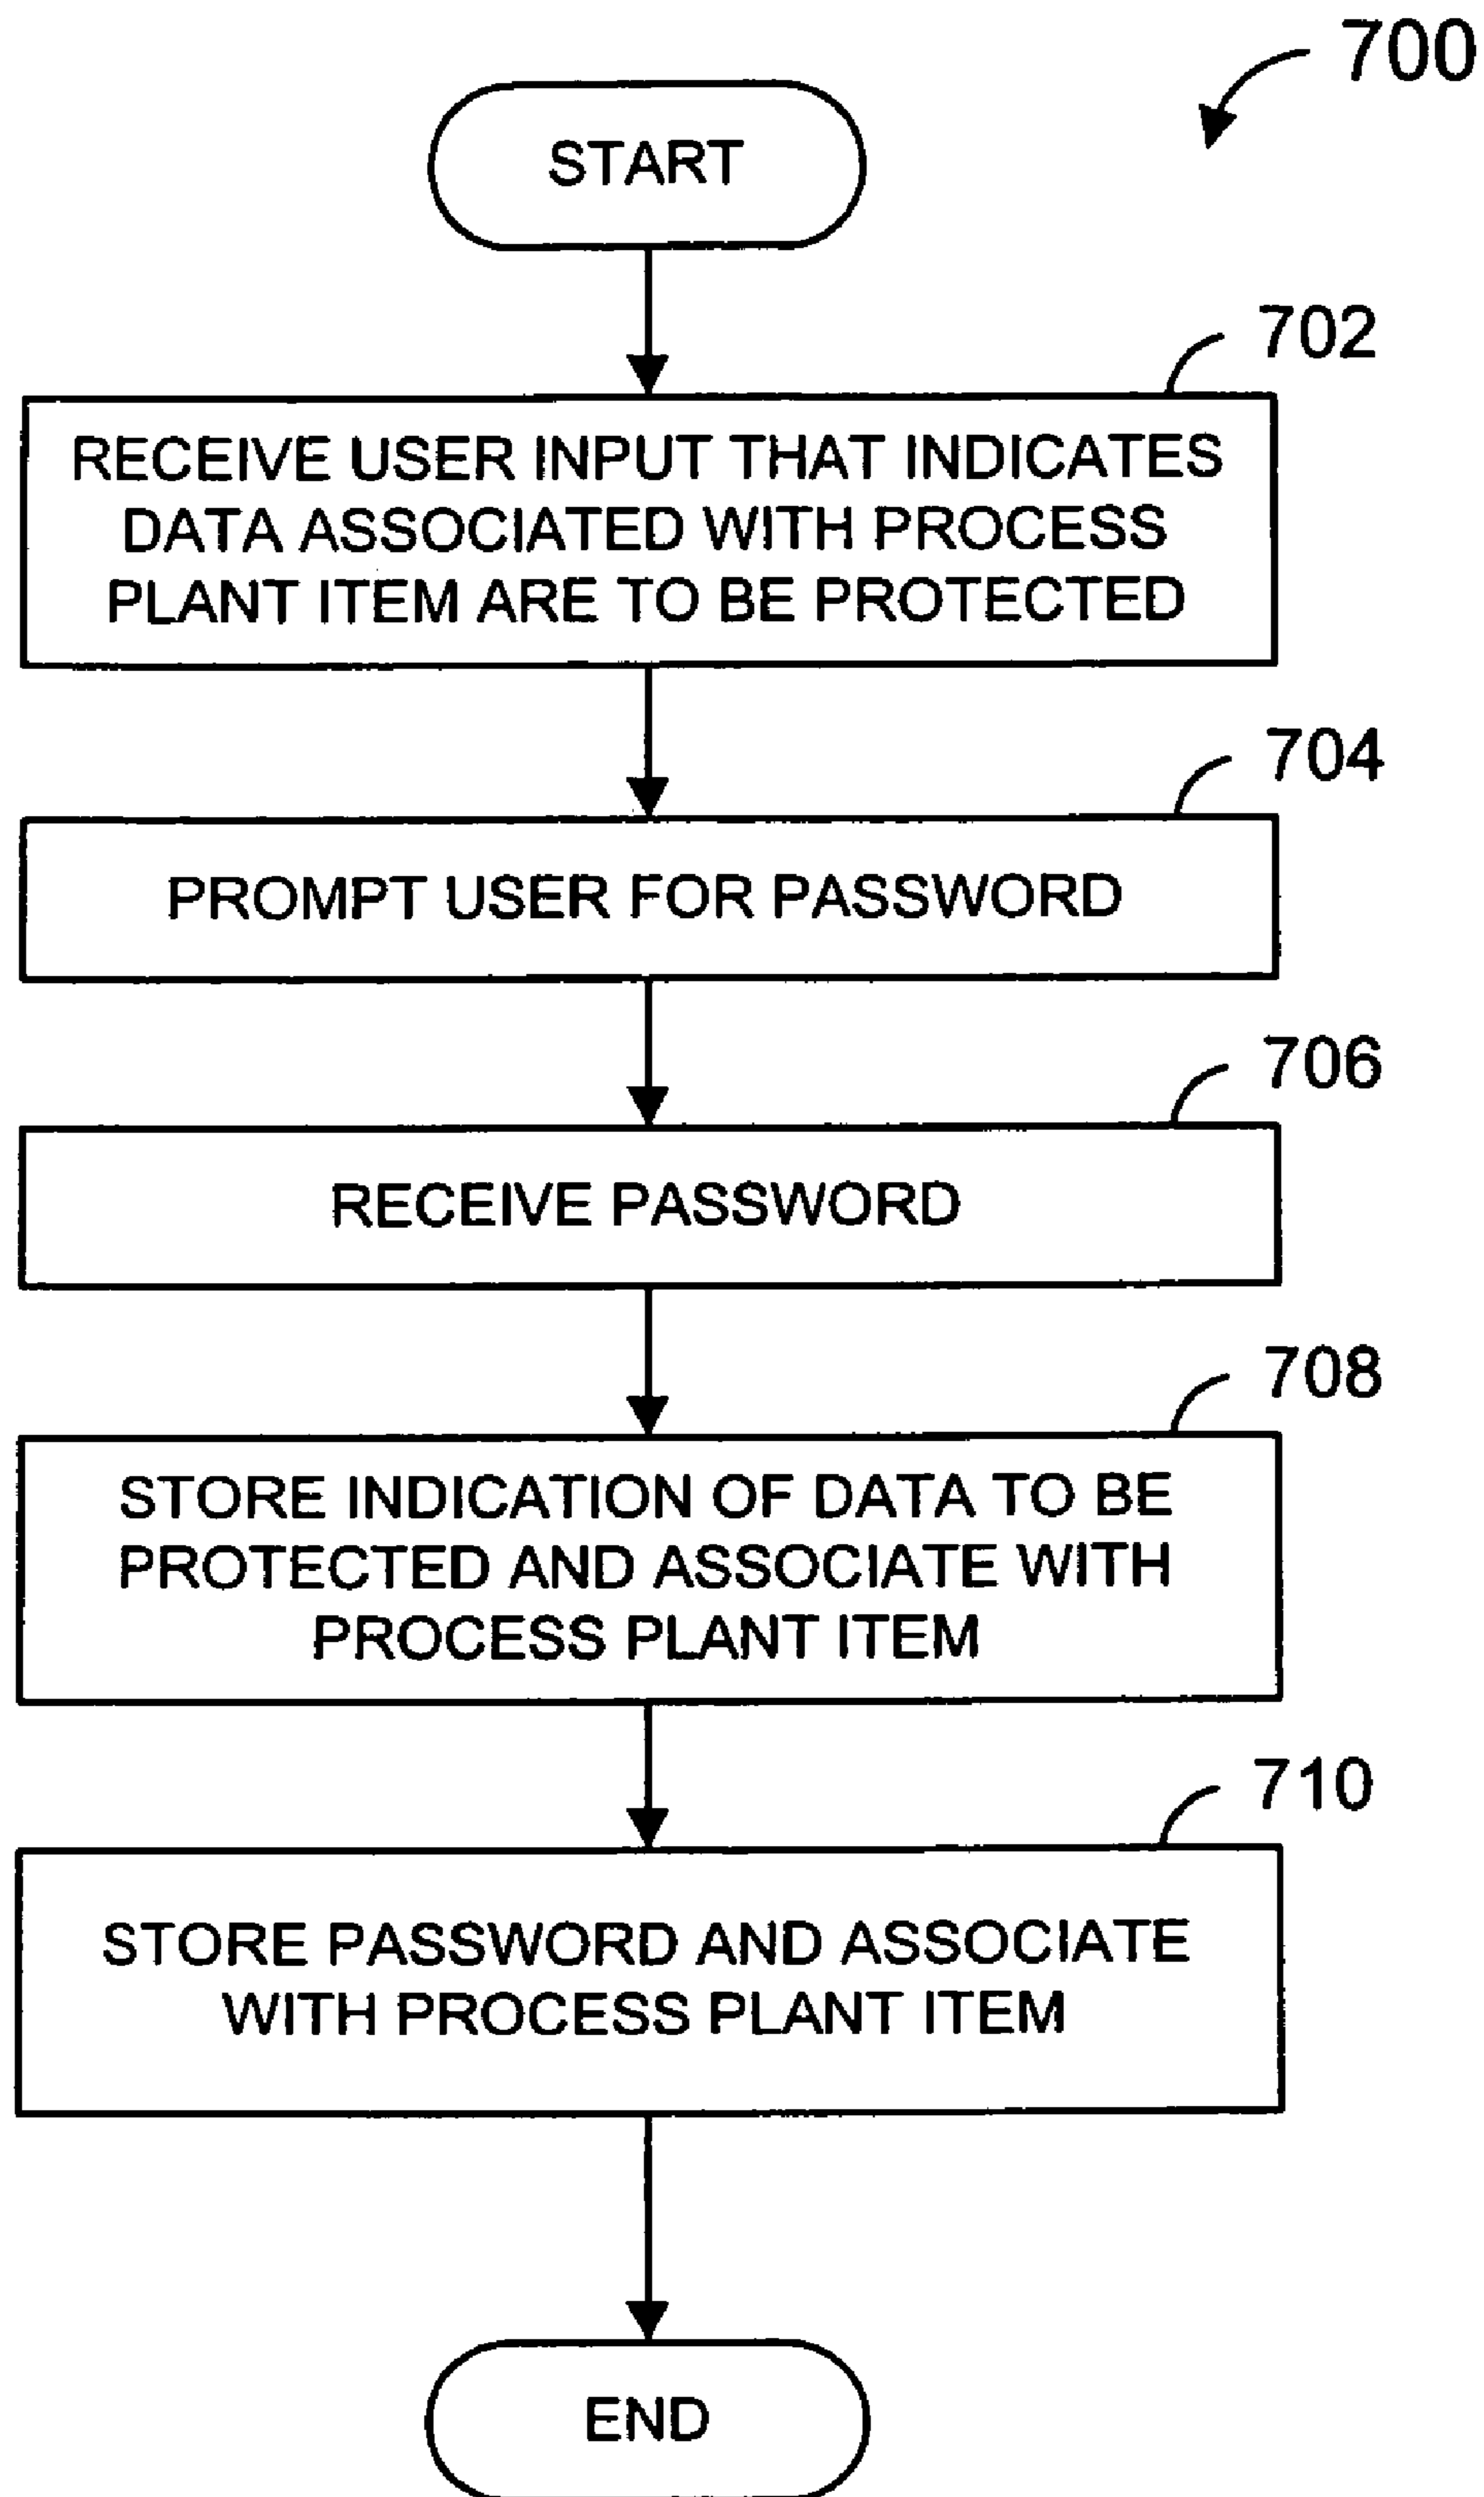 700
START
702
RECEIVE USER INPUT THAT INDICATES
DATA ASSOCIATED WITH PROCESS
PLANT ITEM ARE TO BE PROTECTED
704
PROMPT USER FOR PASSWORD
706
RECEIVE PASSWORD
708
STORE INDICATION OF DATA TO BE
PROTECTED AND ASSOCIATE WITH
PROCESS PLANT ITEM
710
STORE PASSWORD AND ASSOCIATE
WITH PROCESS PLANT ITEM
END